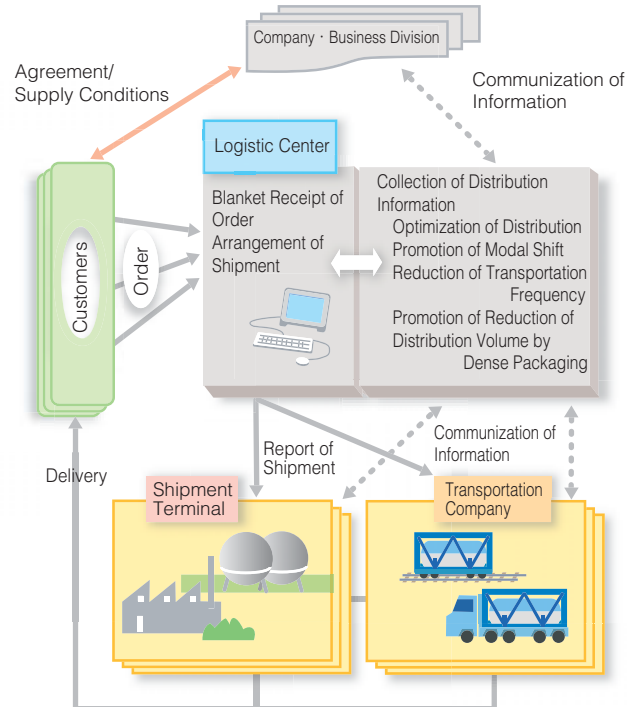 Company · Business Division
Agreement/
Supply Conditions
Communization of
Information
Logistic Center
Customers
Order
Blanket Receipt of
Order
Arrangement of
Shipment
Collection of Distribution
Information
Optimization of Distribution
Promotion of Modal Shift
Reduction of Transportation
Frequency
Promotion of Reduction of
Distribution Volume by
Dense Packaging
Delivery
Report of
Shipment
Communization of
Information
Shipment
Terminal
Transportation
Company